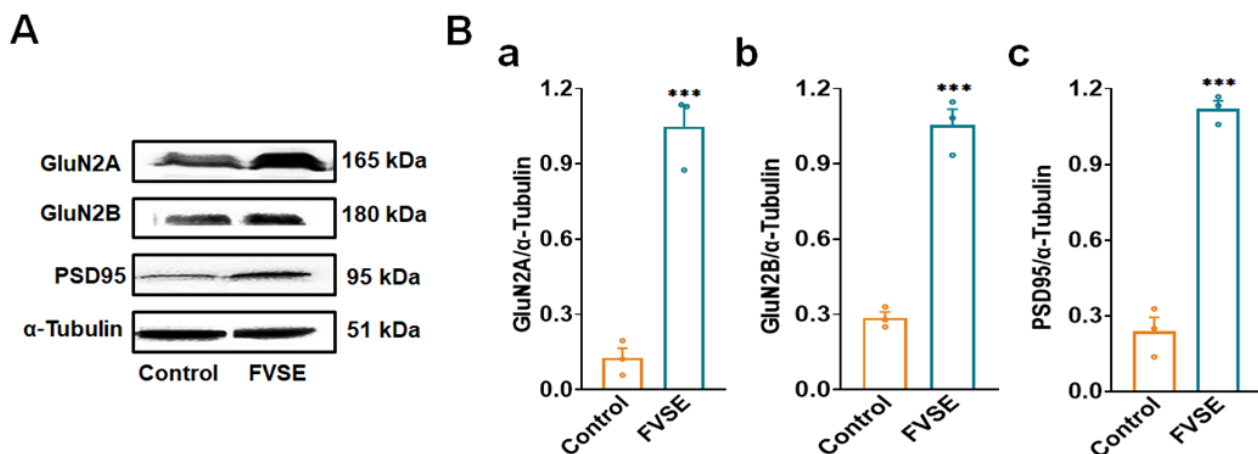 A
GluN2A
165 kDa
GluN2B
180 kDa
PSD95
95 kDa
α-Tubulin
51 kDa
Control
FVSE
B
a
GluN2A/α-Tubulin
1.2
0.9
0.6
0.3
0.0
***
Control
FVSE
b
GluN2B/α-Tubulin
1.2
0.9
0.6
0.3
0.0
***
Control
FVSE
c
PSD95/α-Tubulin
1.2
0.9
0.6
0.3
0.0
***
Control
FVSE